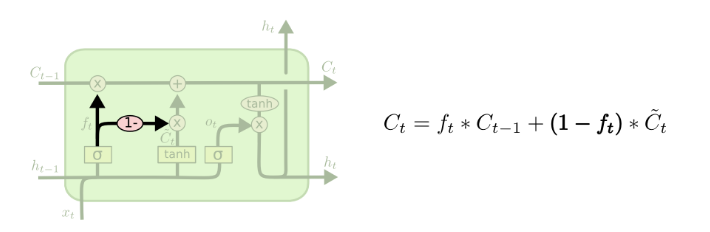 h_t
C_{t-1} x + C_t
tanh
f_t 1- x o_t x
C̃_t
σ tanh σ
h_{t-1} h_t
x_t
C_t = f_t * C_{t-1} + (1 − f_t) * C̃_t